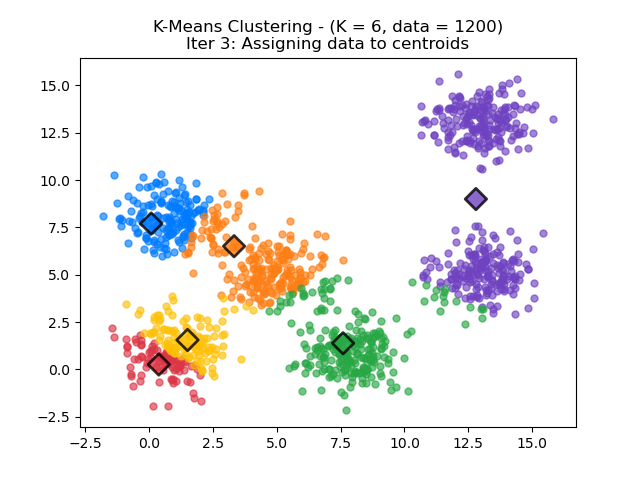 K-Means Clustering - (K = 6, data = 1200)
Iter 3: Assigning data to centroids
15.0
12.5
10.0
7.5
5.0
2.5
0.0
−2.5
−2.5 0.0 2.5 5.0 7.5 10.0 12.5 15.0